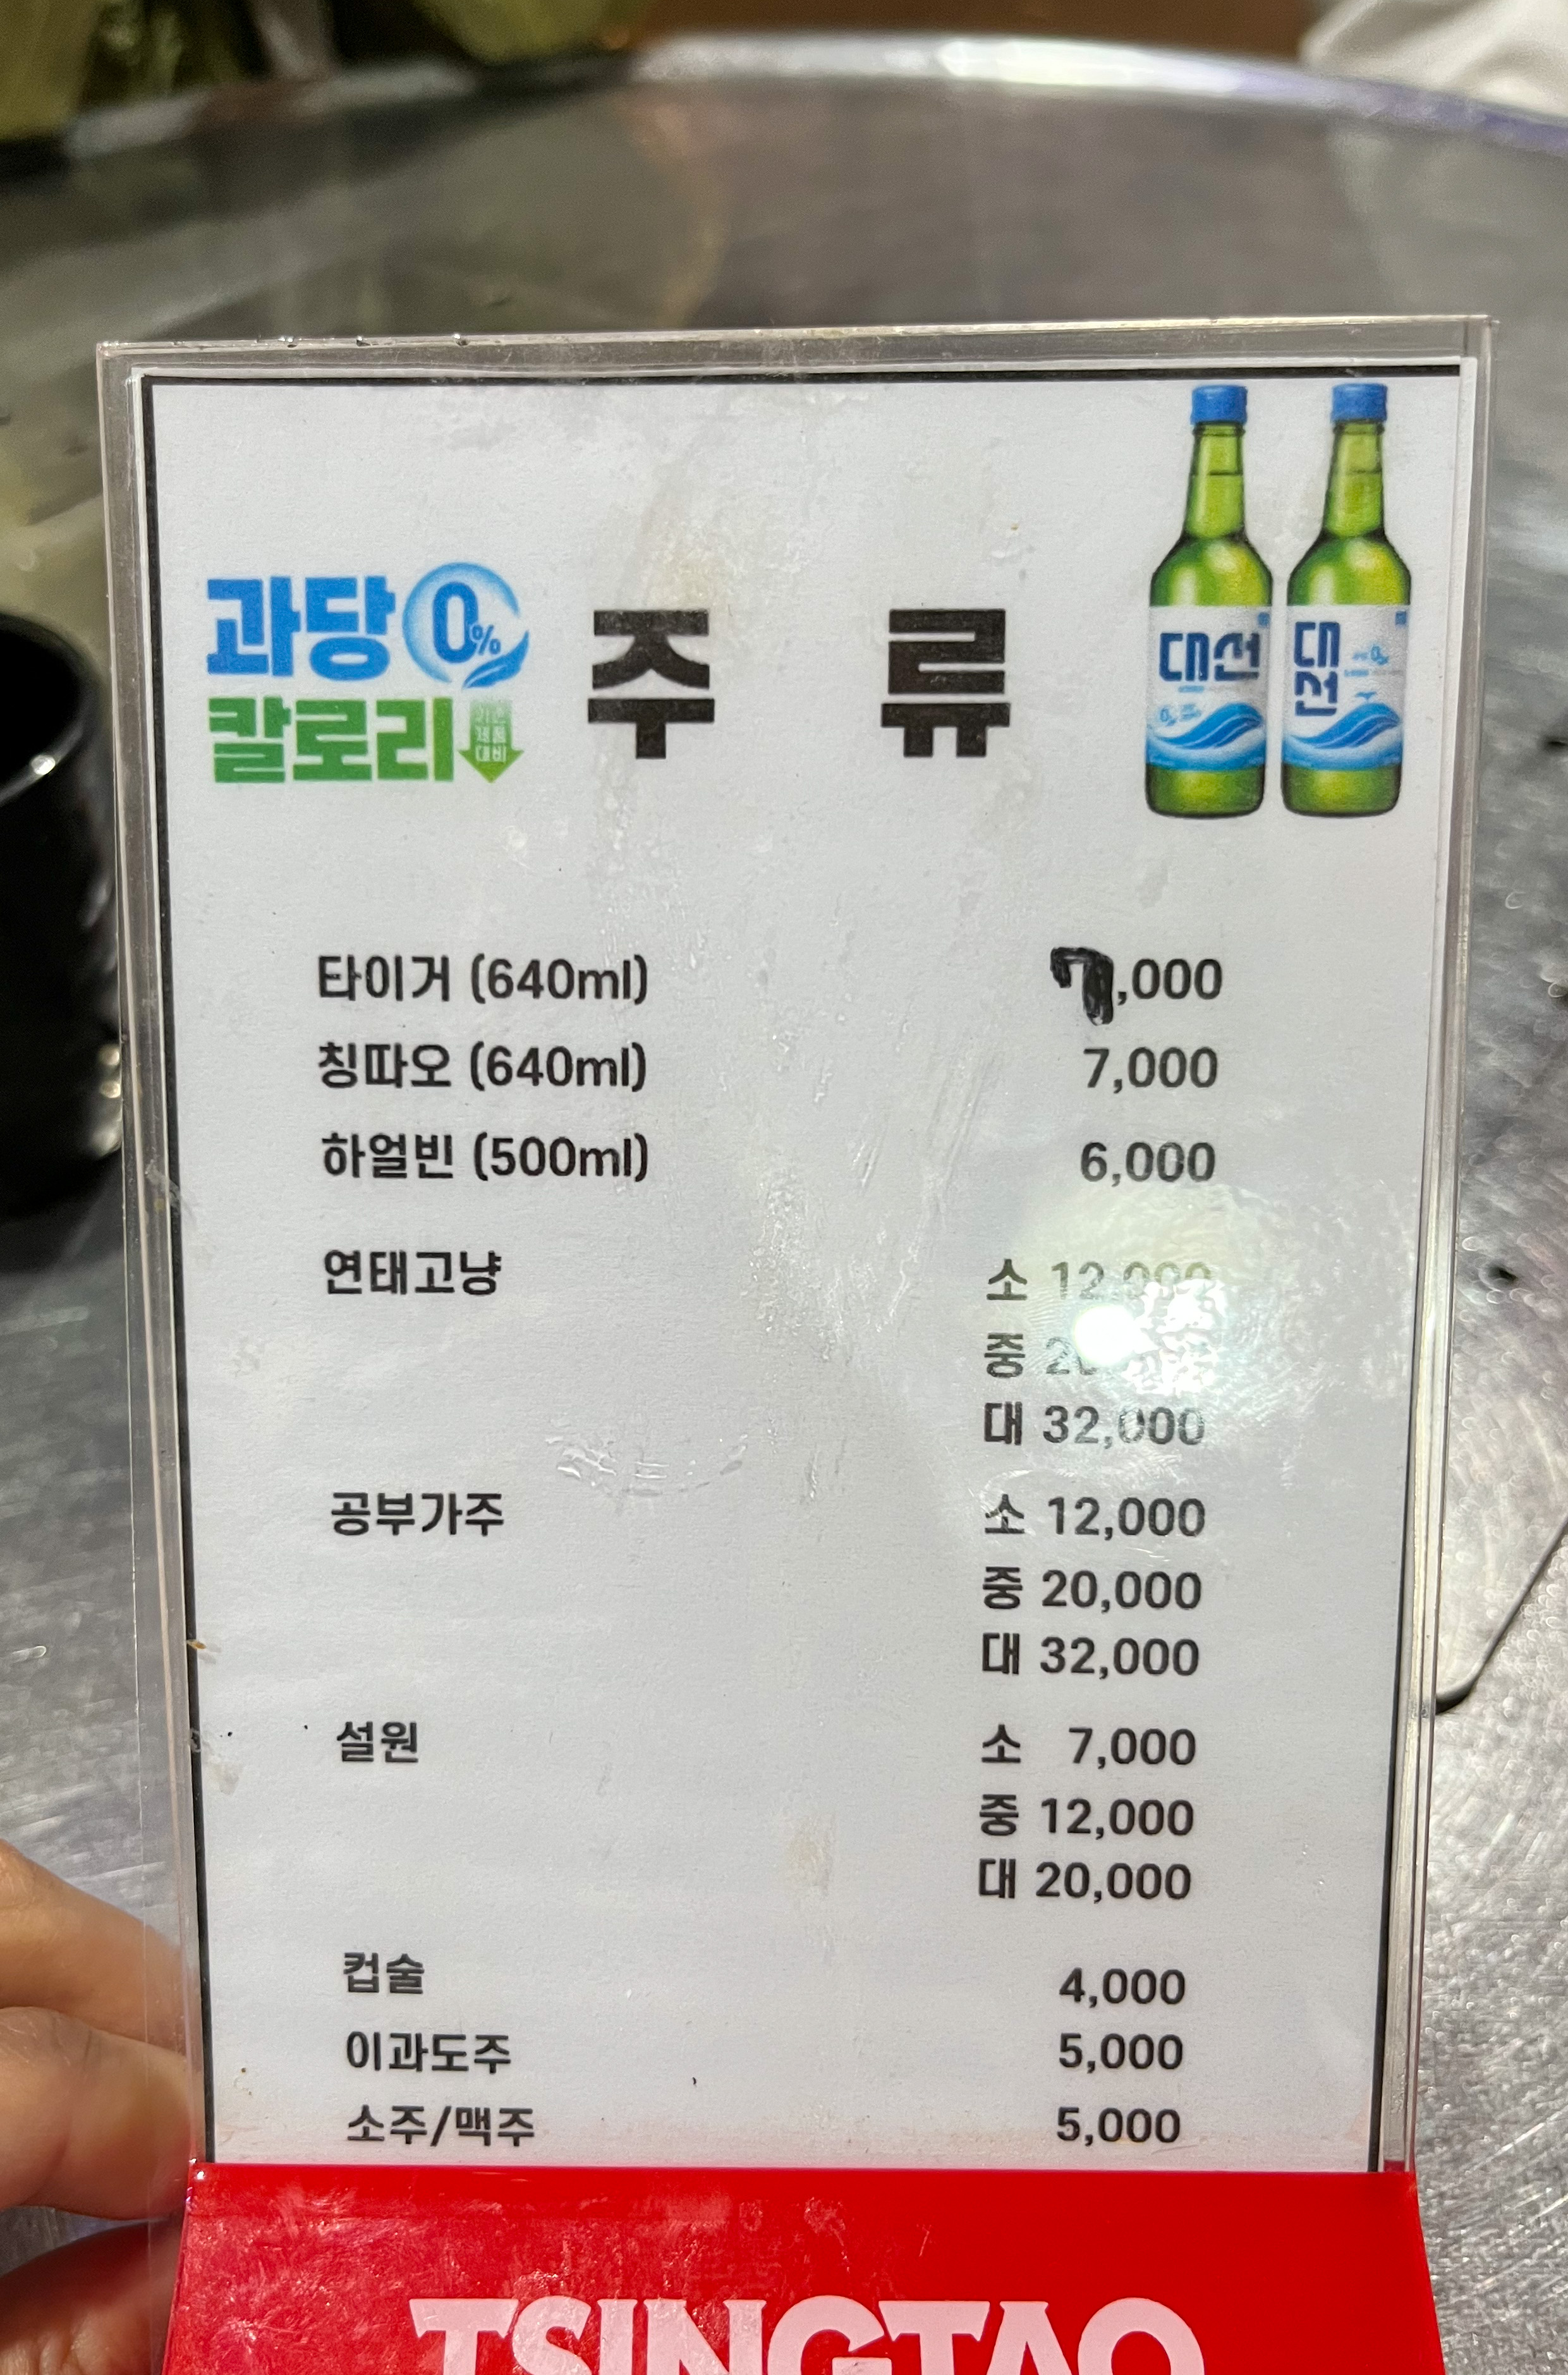 과당 0%
칼로리
대비
주 류
대선
대선
타이거 (640ml) 7,000
칭따오 (640ml) 7,000
하얼빈 (500ml) 6,000
연태고냥 소 12,000
중
대 32,000
공부가주 소 12,000
중 20,000
대 32,000
설원 소 7,000
중 12,000
대 20,000
컵술 4,000
이과도주 5,000
소주/맥주 5,000
TSINGTAO